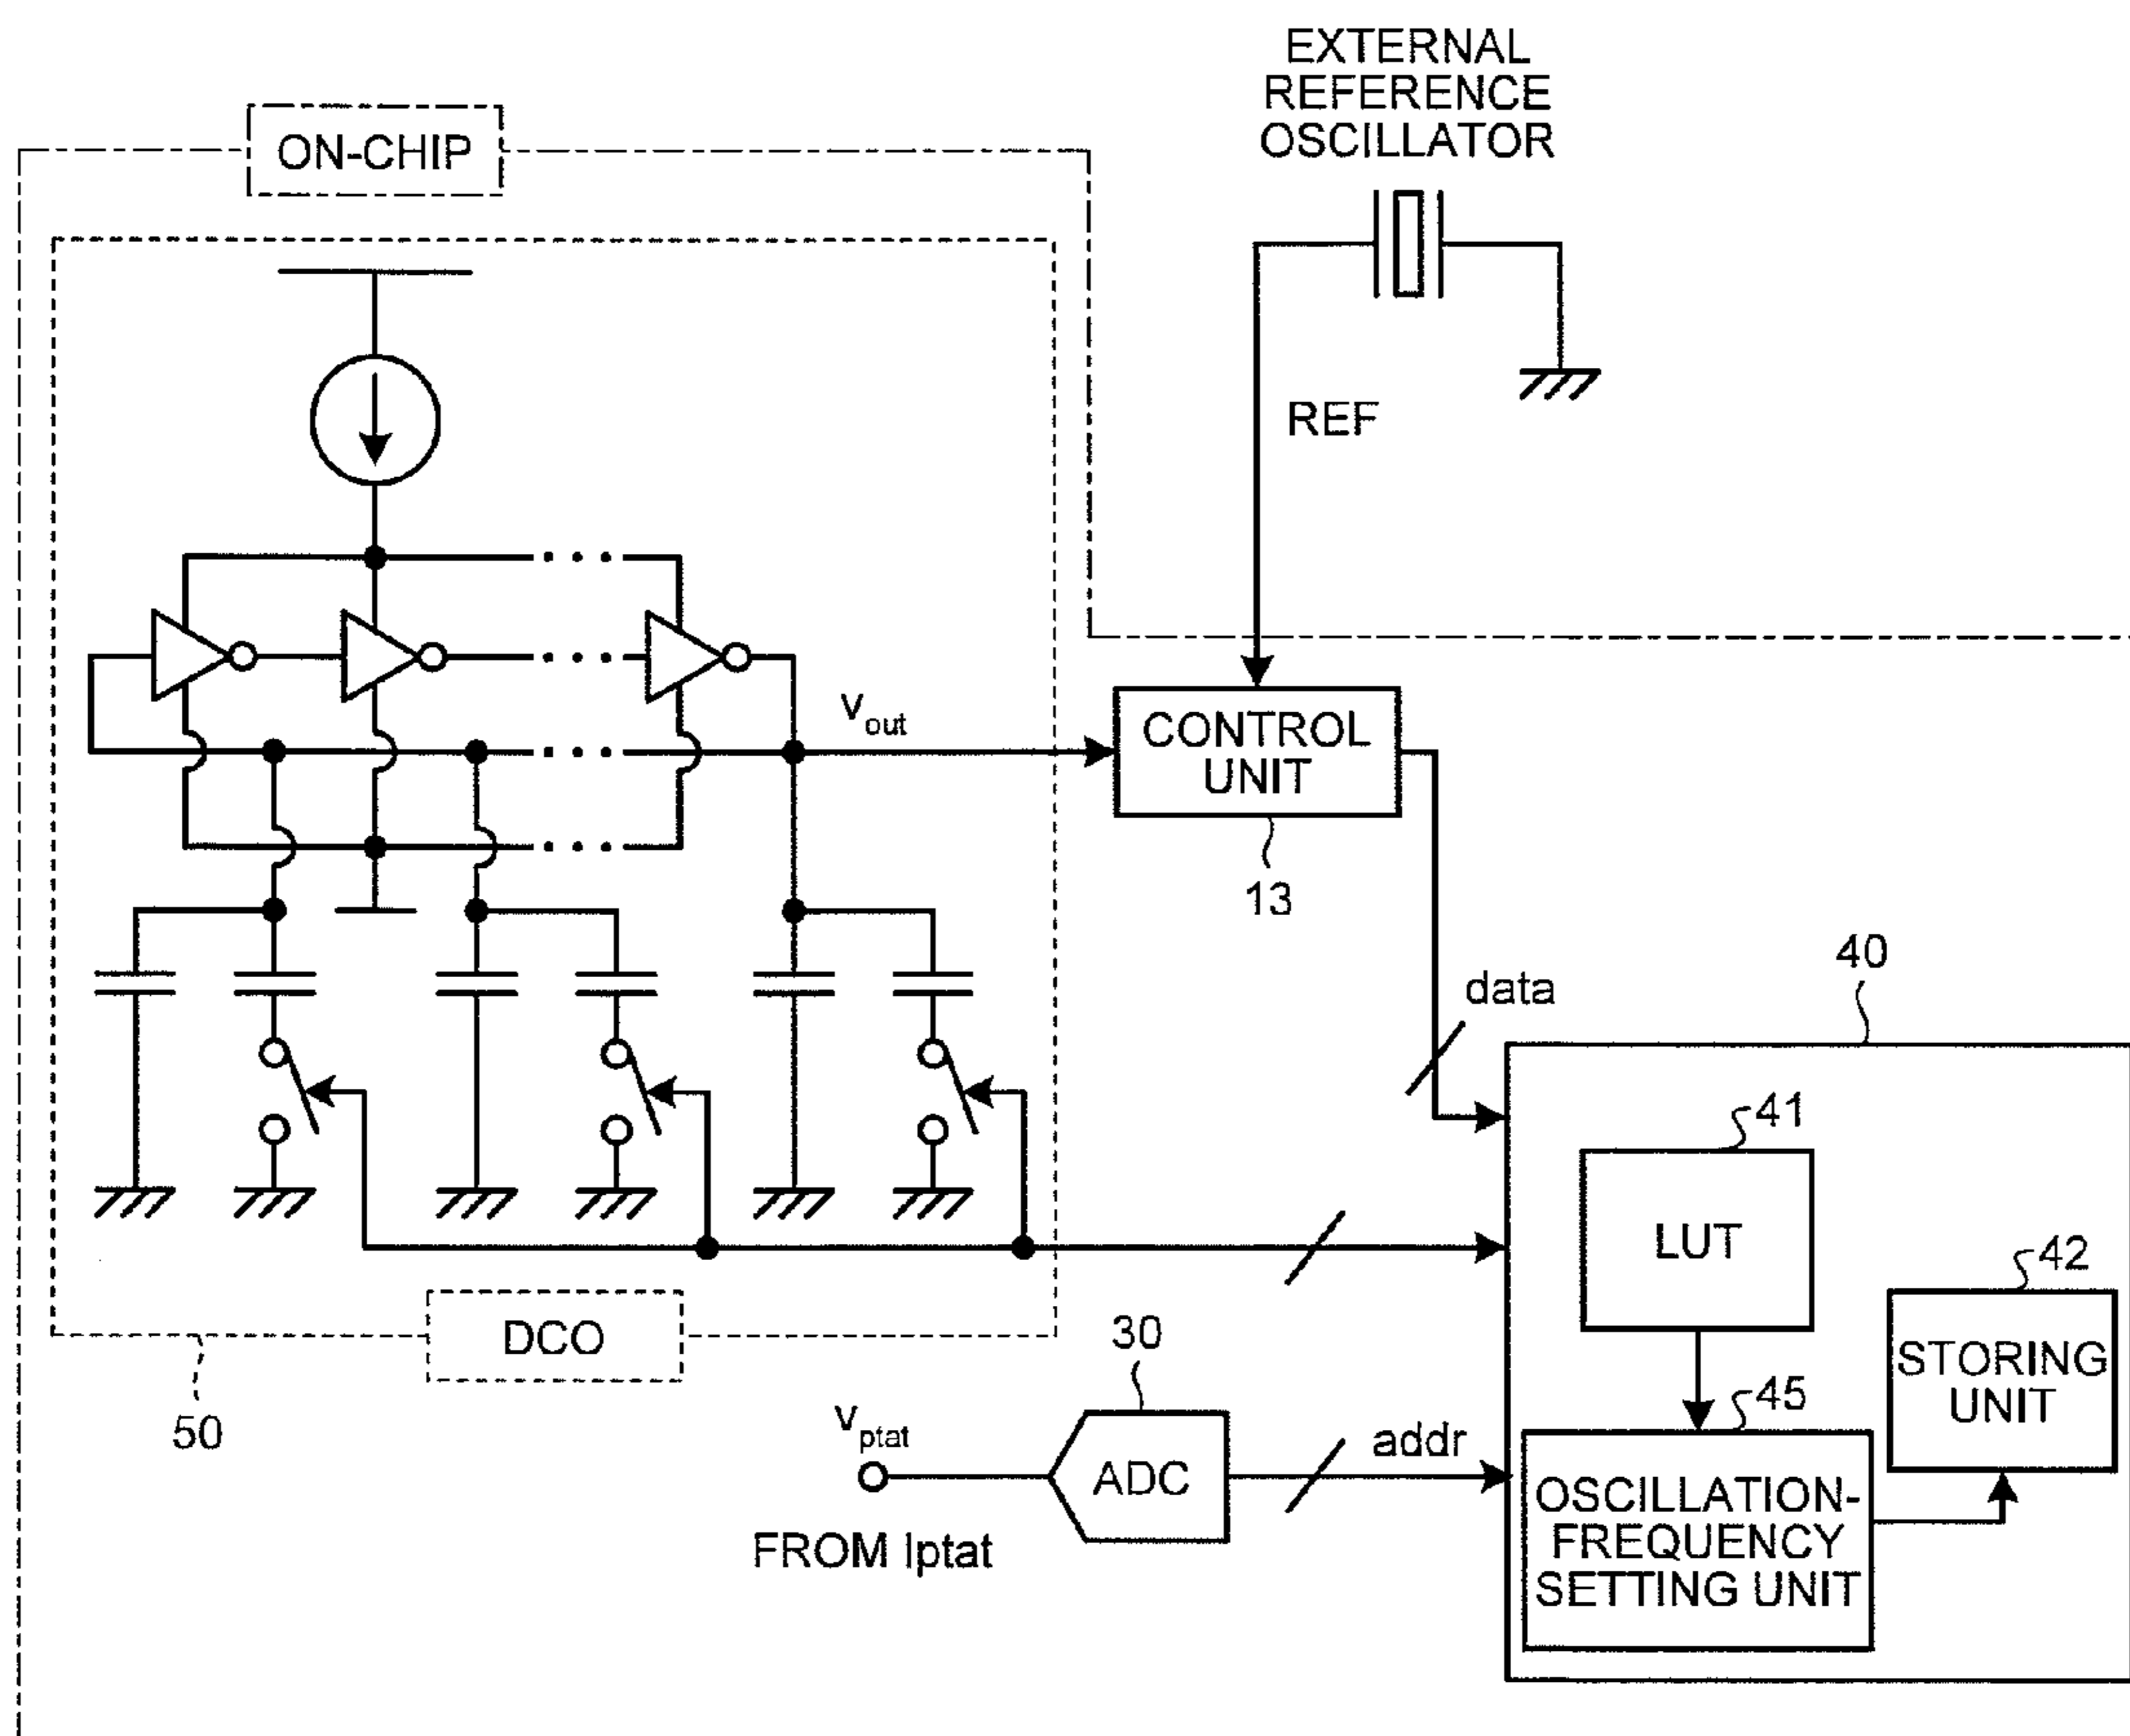 EXTERNAL
REFERENCE
OSCILLATOR
ON-CHIP
REF
Vout
CONTROL
UNIT
13
data
40
41
LUT
42
STORING
UNIT
DCO
50
30
Vptat
ADC
addr
FROM Iptat
45
OSCILLATION-
FREQUENCY
SETTING UNIT